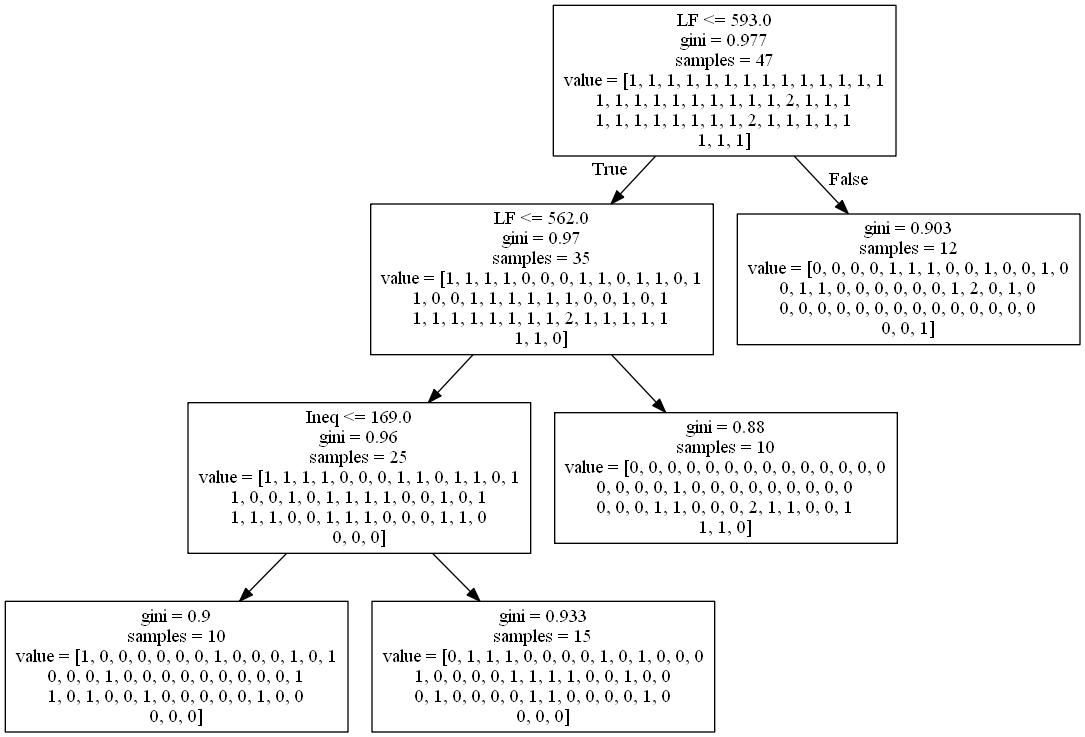 LF <= 593.0
gini = 0.977
samples = 47
value = [1, 1, 1, 1, 1, 1, 1, 1, 1, 1, 1, 1, 1, 1
1, 1, 1, 1, 1, 1, 1, 1, 1, 1, 2, 1, 1, 1
1, 1, 1, 1, 1, 1, 1, 1, 2, 1, 1, 1, 1, 1
1, 1, 1]
True
False
LF <= 562.0
gini = 0.97
samples = 35
value = [1, 1, 1, 1, 0, 0, 0, 1, 1, 0, 1, 1, 0, 1
1, 0, 0, 1, 1, 1, 1, 1, 1, 0, 0, 1, 0, 1
1, 1, 1, 1, 1, 1, 1, 1, 2, 1, 1, 1, 1, 1
1, 1, 0]
gini = 0.903
samples = 12
value = [0, 0, 0, 0, 1, 1, 1, 0, 0, 1, 0, 0, 1, 0
0, 1, 1, 0, 0, 0, 0, 0, 0, 1, 2, 0, 1, 0
0, 0, 0, 0, 0, 0, 0, 0, 0, 0, 0, 0, 0, 0
0, 0, 1]
Ineq <= 169.0
gini = 0.96
samples = 25
value = [1, 1, 1, 1, 0, 0, 0, 1, 1, 0, 1, 1, 0, 1
1, 0, 0, 1, 0, 1, 1, 1, 1, 0, 0, 1, 0, 1
1, 1, 1, 0, 0, 1, 1, 1, 0, 0, 0, 1, 1, 0
0, 0, 0]
gini = 0.88
samples = 10
value = [0, 0, 0, 0, 0, 0, 0, 0, 0, 0, 0, 0, 0, 0
0, 0, 0, 0, 1, 0, 0, 0, 0, 0, 0, 0, 0, 0
0, 0, 0, 1, 1, 0, 0, 0, 2, 1, 1, 0, 0, 1
1, 1, 0]
gini = 0.9
samples = 10
value = [1, 0, 0, 0, 0, 0, 0, 1, 0, 0, 0, 1, 0, 1
0, 0, 0, 1, 0, 0, 0, 0, 0, 0, 0, 0, 0, 1
1, 0, 1, 0, 0, 1, 0, 0, 0, 0, 0, 1, 0, 0
0, 0, 0]
gini = 0.933
samples = 15
value = [0, 1, 1, 1, 0, 0, 0, 0, 1, 0, 1, 0, 0, 0
1, 0, 0, 0, 0, 1, 1, 1, 1, 0, 0, 1, 0, 0
0, 1, 0, 0, 0, 0, 1, 1, 0, 0, 0, 0, 1, 0
0, 0, 0]